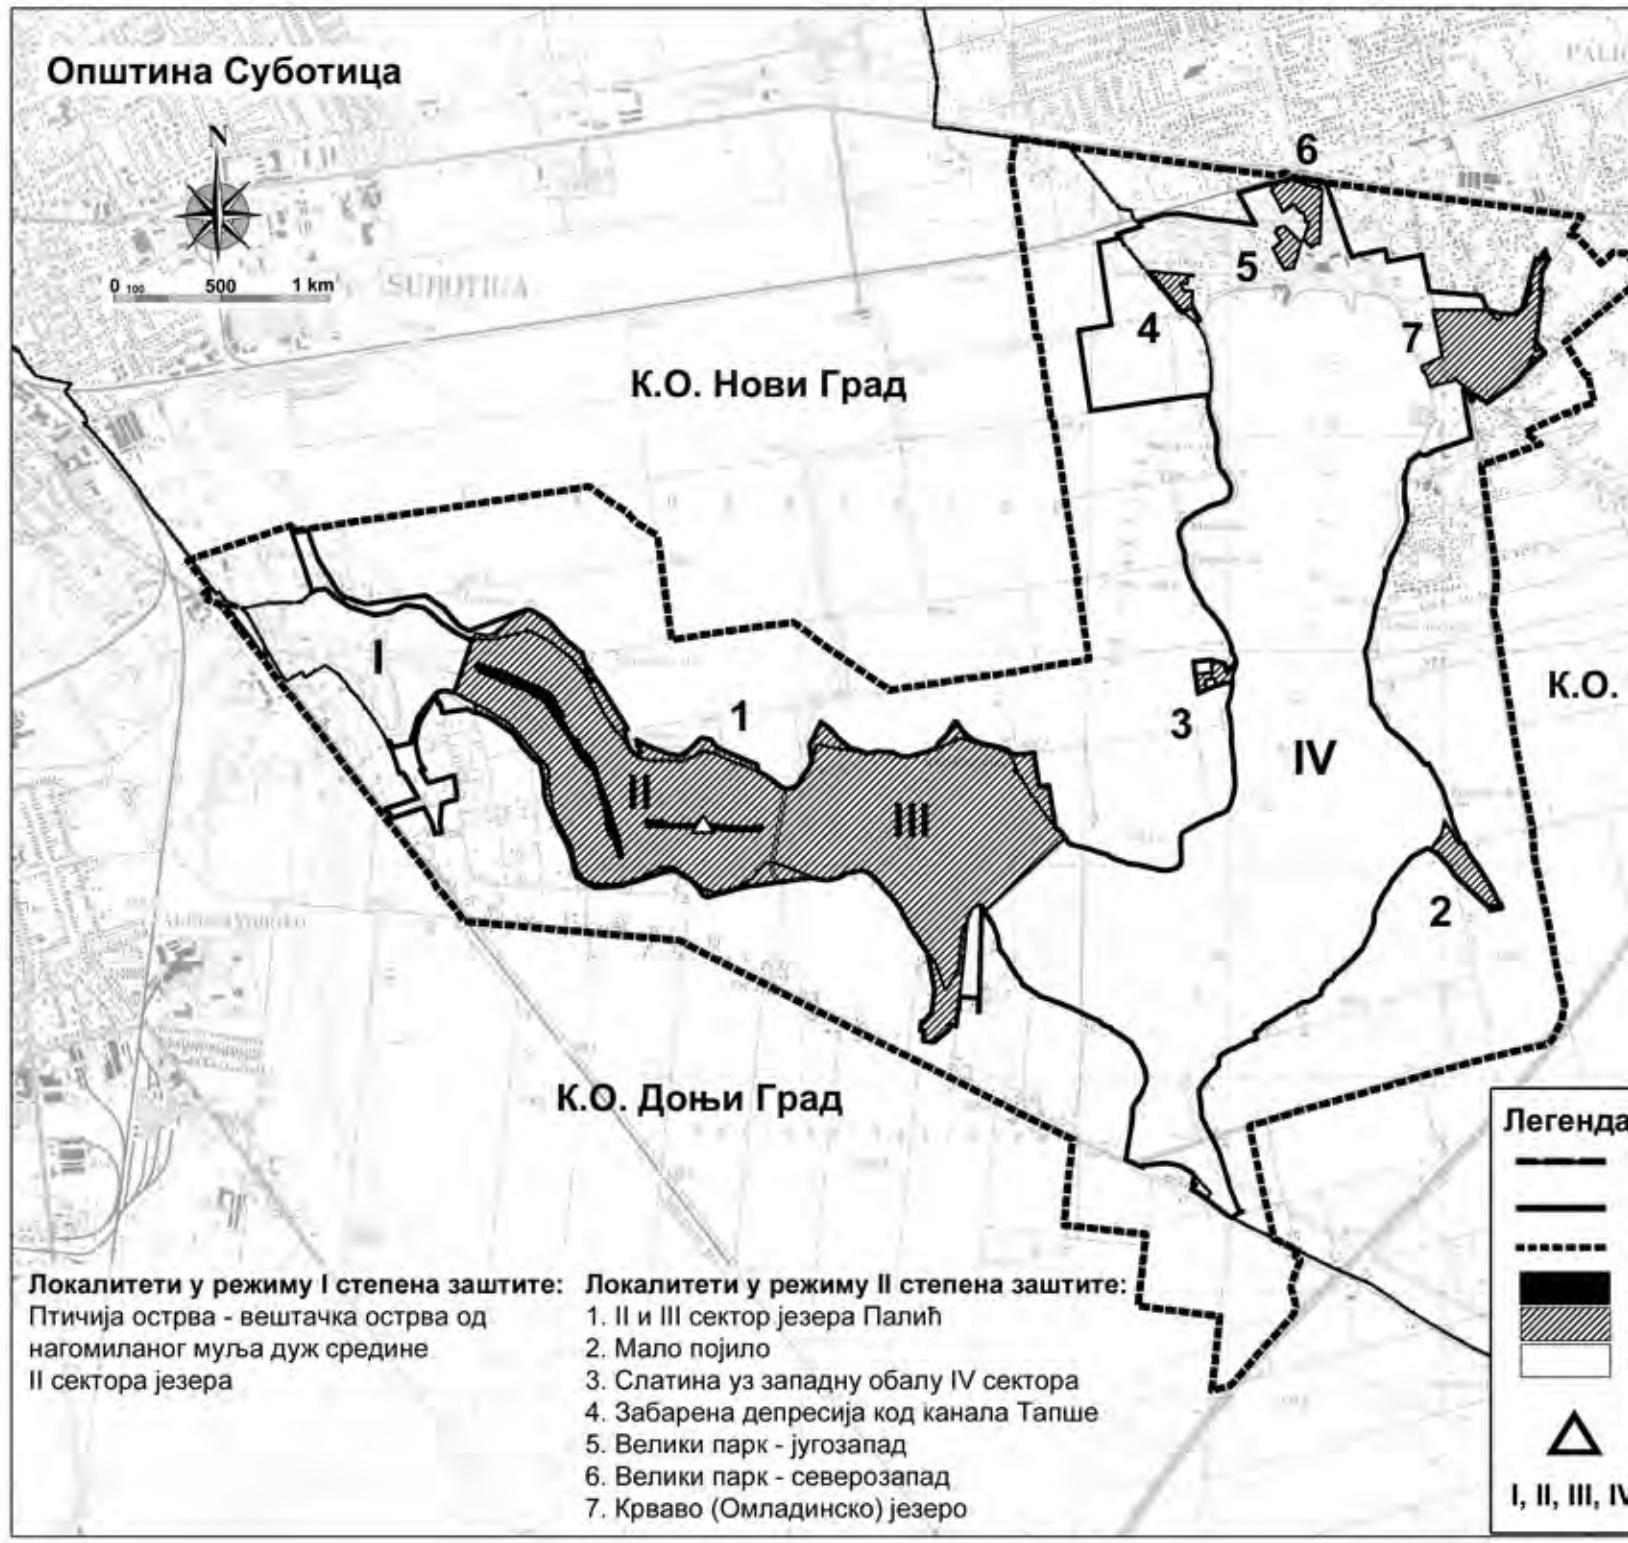 Општина Суботица
PALIĆ
6
N
5
0 100 500 1 km
SUBOTICA
4
7
К.О. Нови Град
I
К.О.
1
3
IV
II
III
2
К.О. Доњи Град
Легенда
Локалитети у режиму I степена заштите:
Птичија острва - вештачка острва од
нагомиланог муља дуж средине
II сектора језера
Локалитети у режиму II степена заштите:
1. II и III сектор језера Палић
2. Мало појило
3. Слатина уз западну обалу IV сектора
4. Забарена депресија код канала Тапше
5. Велики парк - југозапад
6. Велики парк - северозапад
7. Крваво (Омладинско) језеро
I, II, III, IV